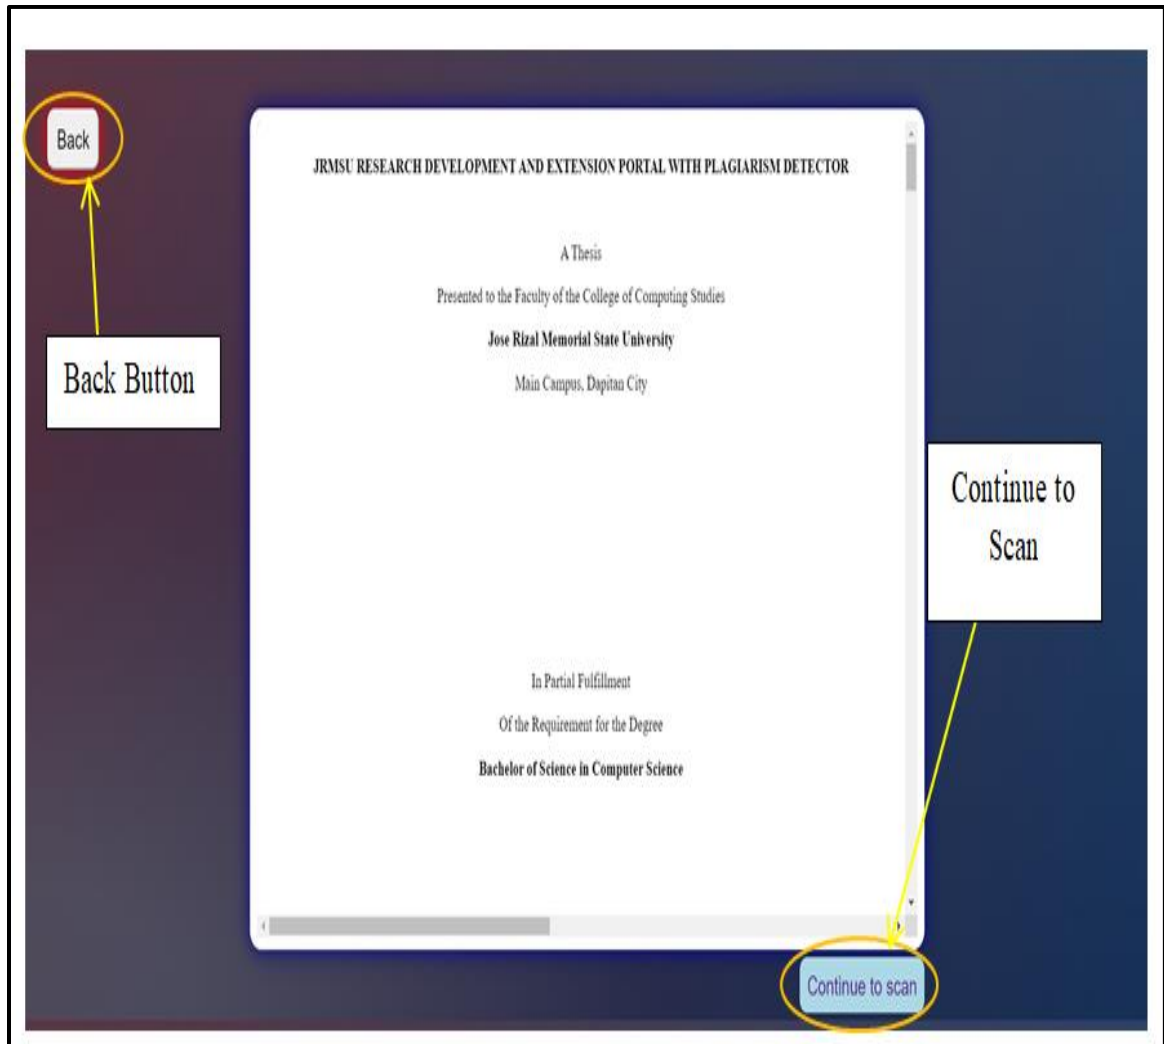 Back
JRMSU RESEARCH DEVELOPMENT AND EXTENSION PORTAL WITH PLAGIARISM DETECTOR
A Thesis
Presented to the Faculty of the College of Computing Studies
Jose Rizal Memorial State University
Main Campus, Dapitan City
Back Button
Continue to
Scan
In Partial Fulfillment
Of the Requirement for the Degree
Bachelor of Science in Computer Science
Continue to scan